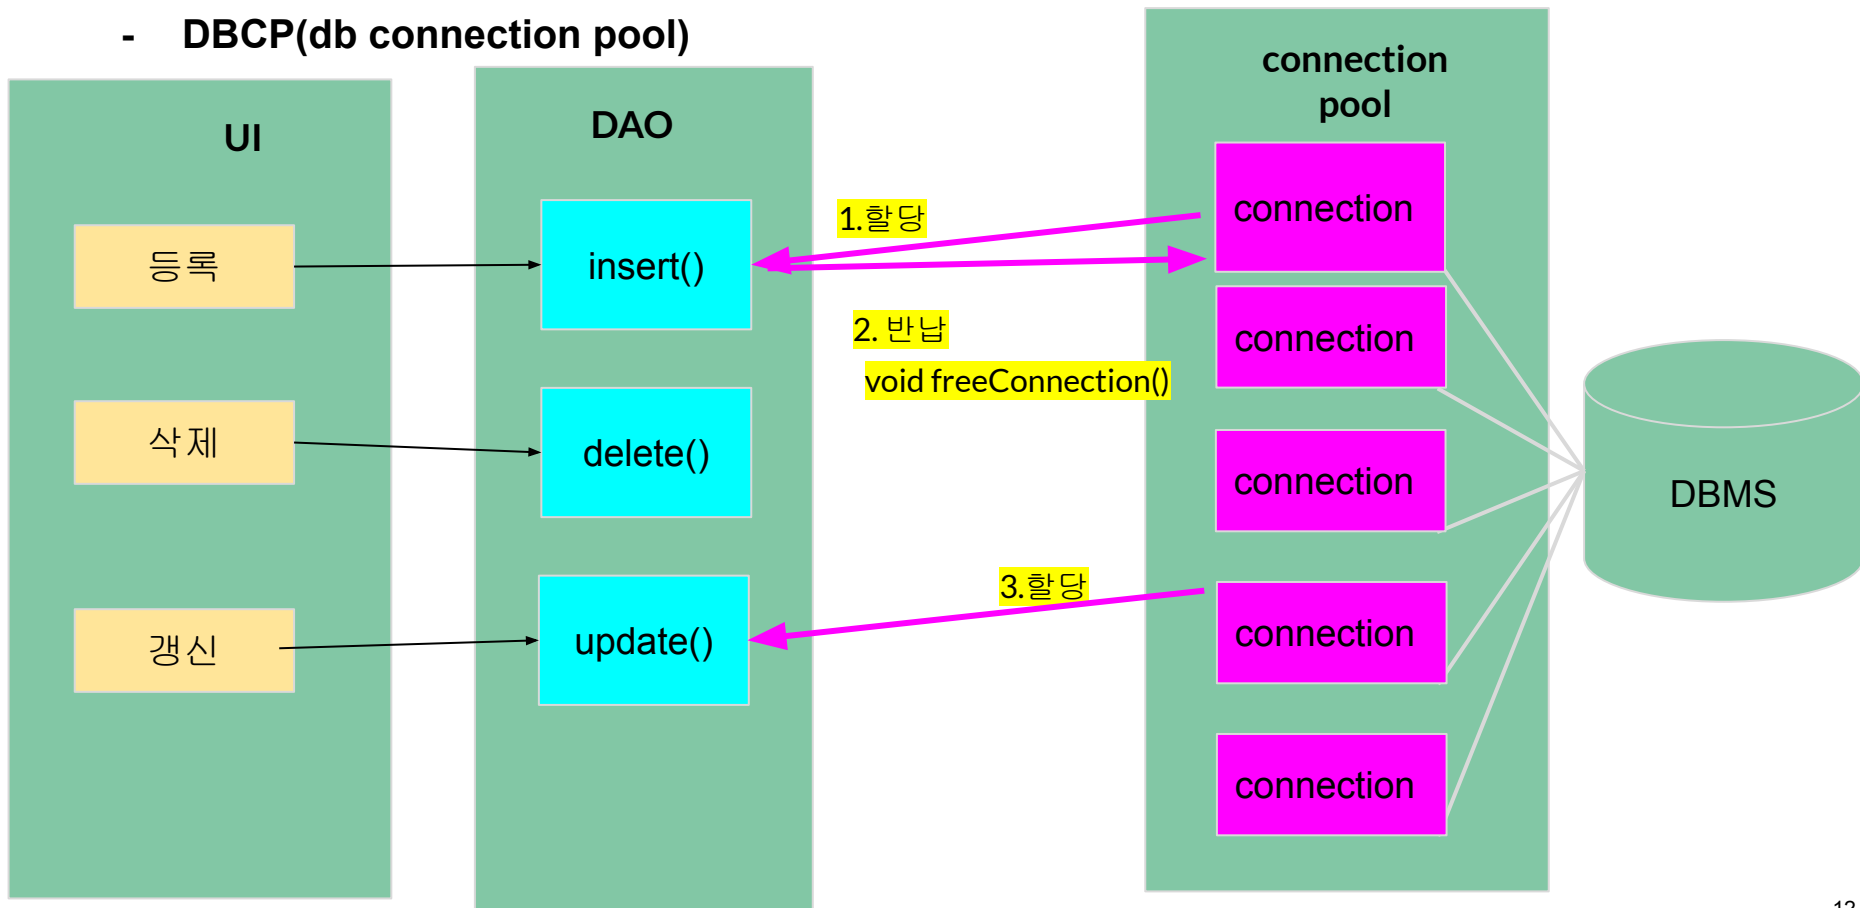 - DBCP(db connection pool)
UI
등록
삭제
갱신
DAO
insert()
delete()
update()
1.할당
2. 반납
void freeConnection()
3.할당
connection
pool
connection
connection
connection
connection
connection
DBMS